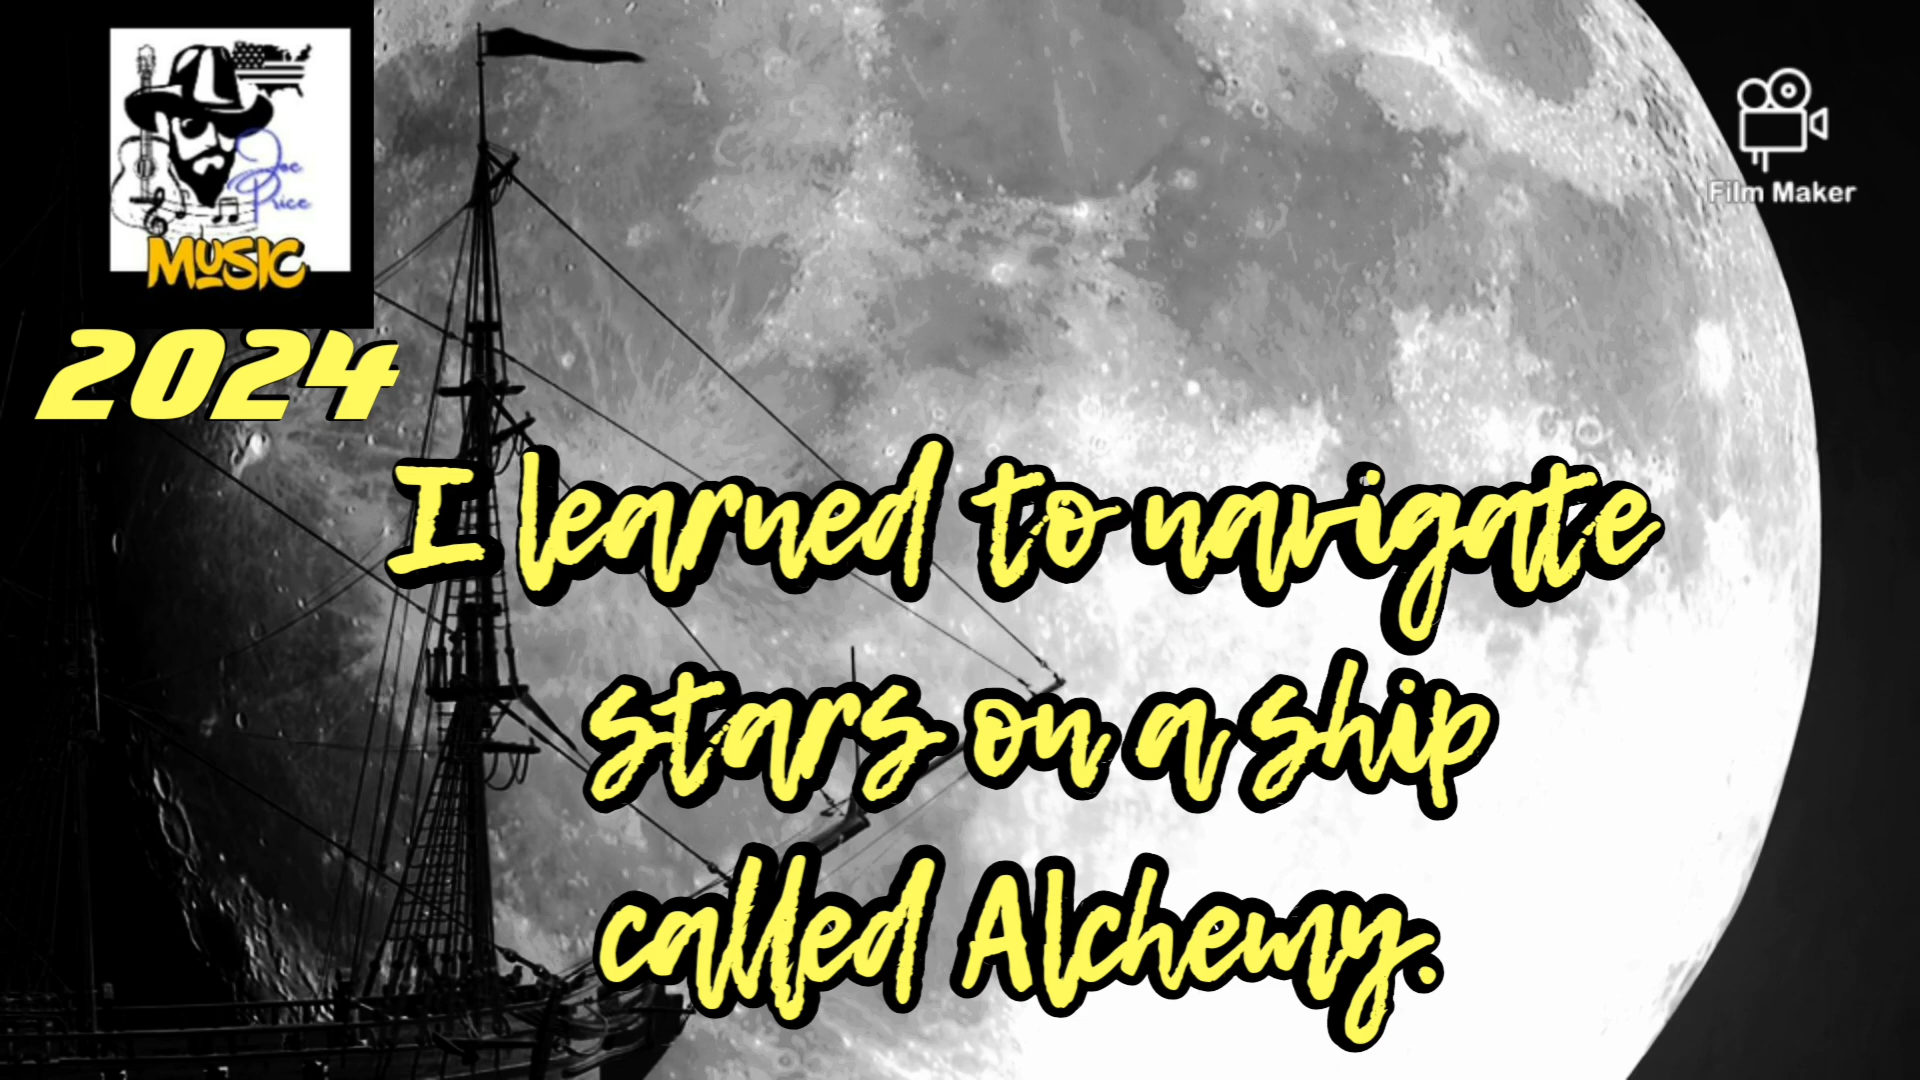 Joe
Price
MUSIC
Film Maker
2024
I learned to navigate
stars on a ship
called Alchemy.